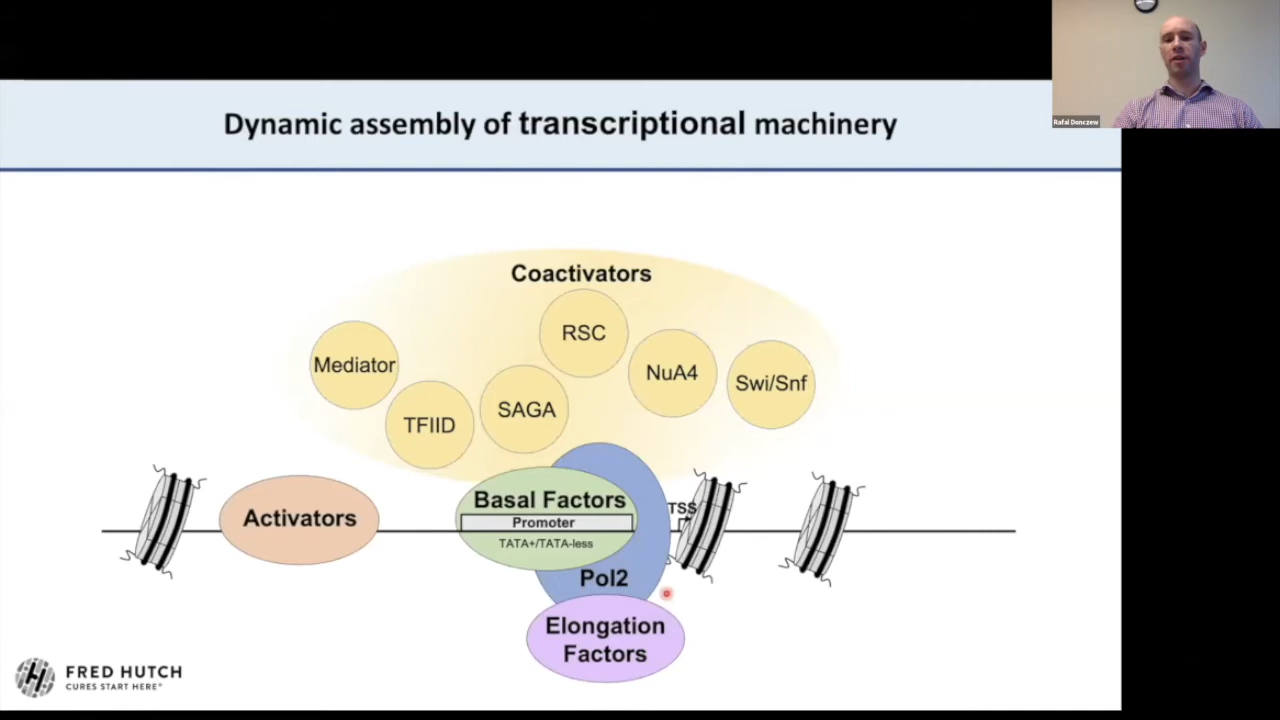 Rafal Donczew
Dynamic assembly of transcriptional machinery
Coactivators
RSC
Mediator
NuA4
Swi/Snf
TFIID
SAGA
Activators
Basal Factors
Promoter
TATA+/TATA-less
TSS
Pol2
Elongation
Factors
FRED HUTCH
CURES START HERE®